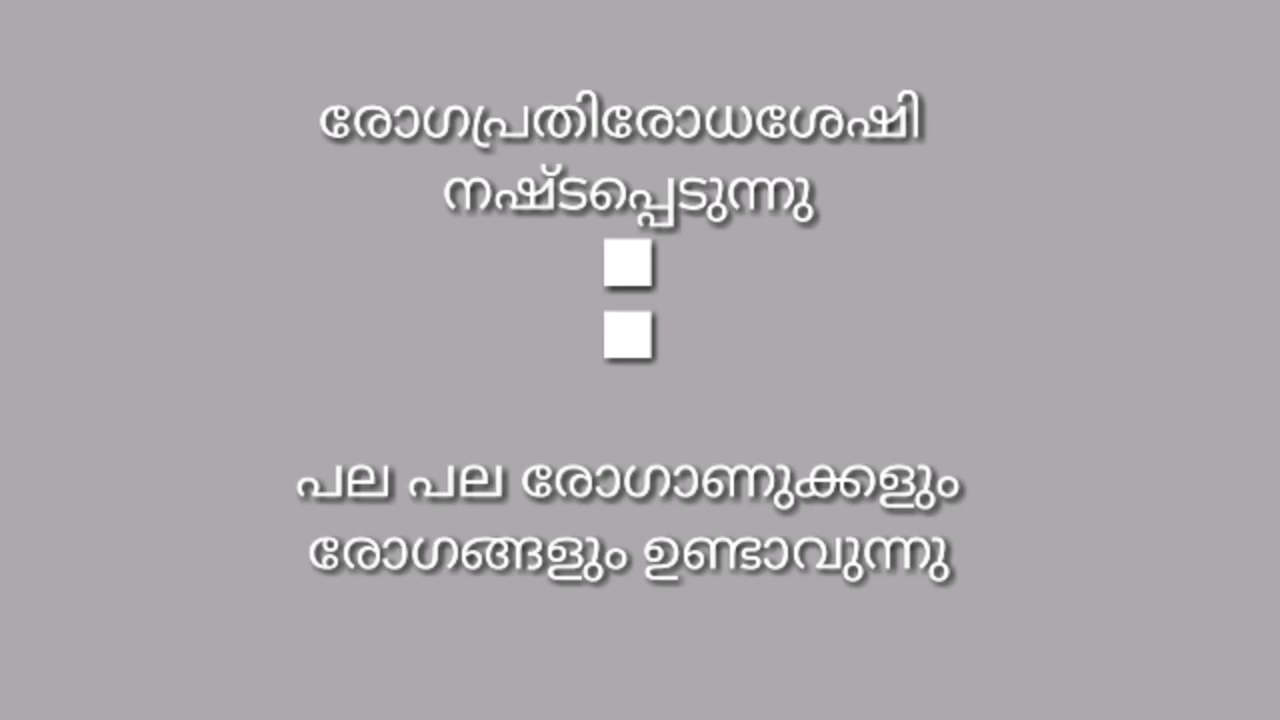 രോഗപ്രതിരോധശേഷി
നഷ്ടപ്പെടുന്നു
പല പല രോഗാണുക്കളും
രോഗങ്ങളും ഉണ്ടാവുന്നു